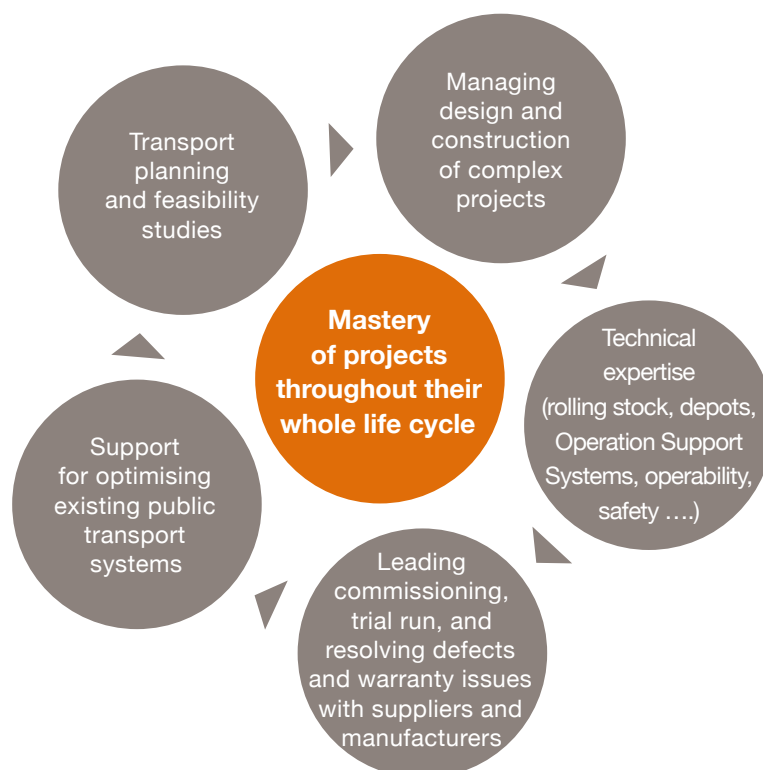 Transport
planning
and feasibility
studies
Managing
design and
construction
of complex
projects
Mastery
of projects
throughout their
whole life cycle
Technical
expertise
(rolling stock, depots,
Operation Support
Systems, operability,
safety ….)
Support
for optimising
existing public
transport
systems
Leading
commissioning,
trial run, and
resolving defects
and warranty issues
with suppliers and
manufacturers